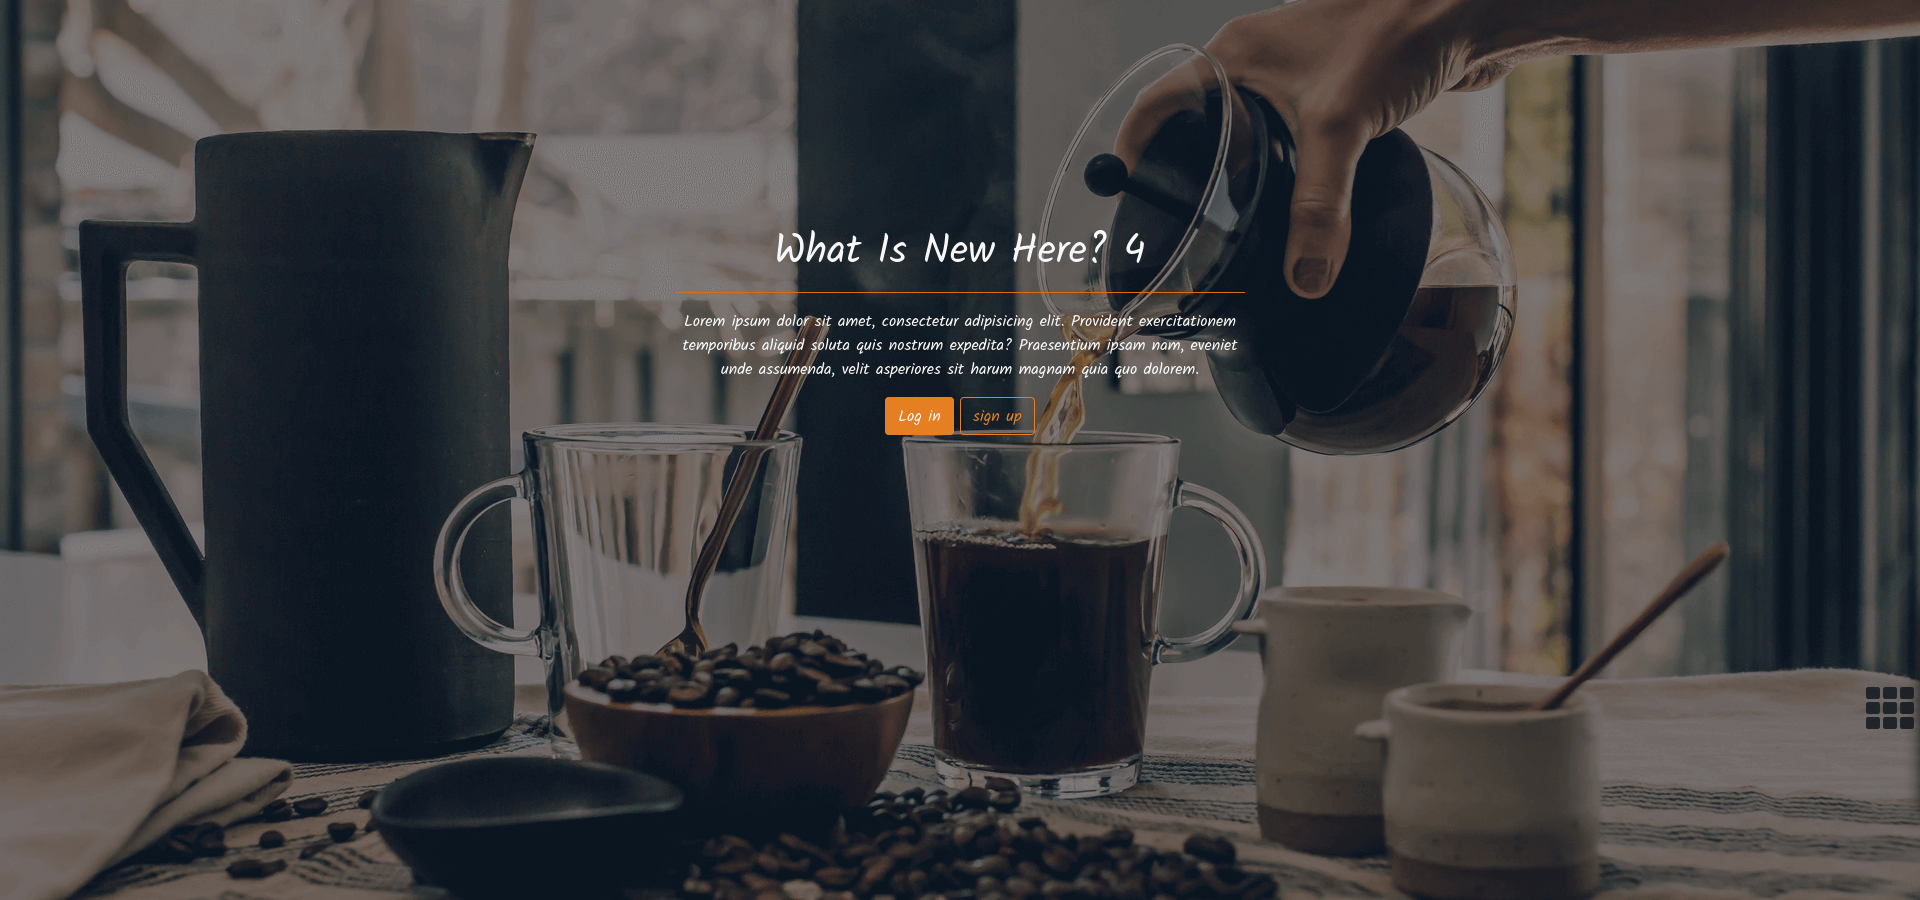 What Is New Here? 4
Lorem ipsum dolor sit amet, consectetur adipisicing elit. Provident exercitationem
temporibus aliquid soluta quis nostrum expedita? Praesentium ipsam nam, eveniet
unde assumenda, velit asperiores sit harum magnam quia quo dolorem.
Log in
sign up